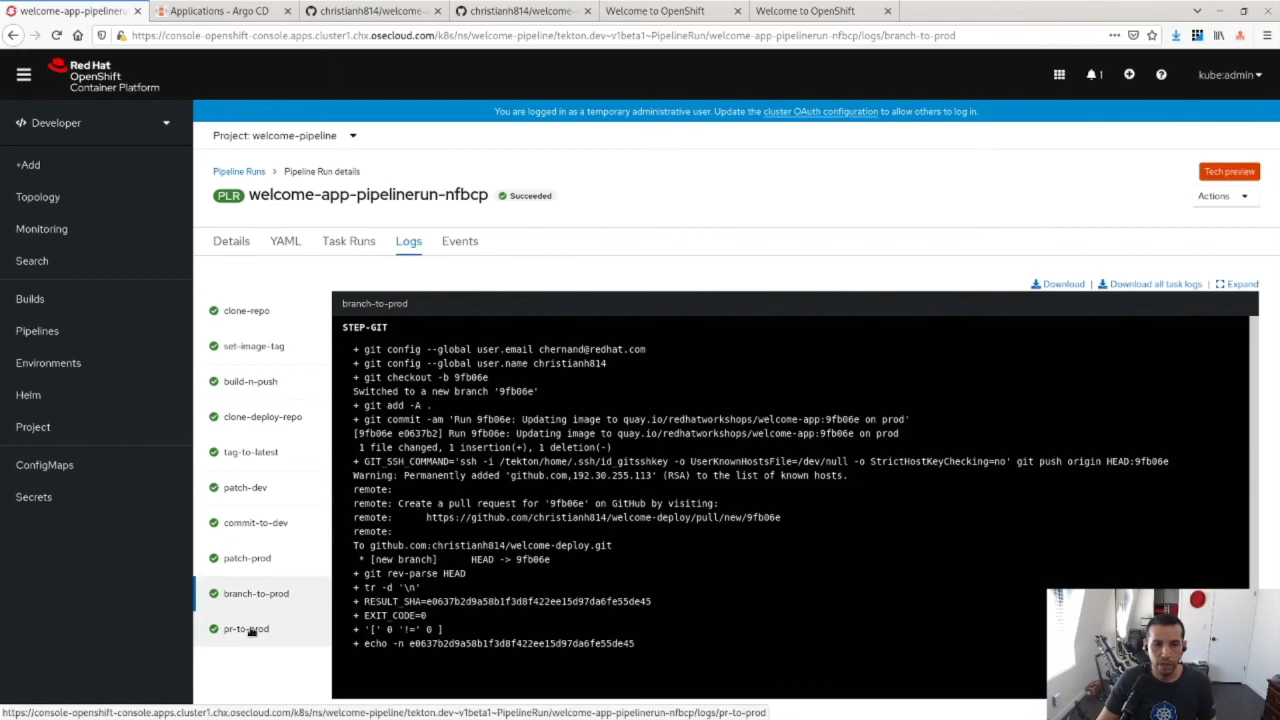 welcome-app-pipelinerun
Applications - Argo CD
christianh814/welcome-
christianh814/welcome-
Welcome to OpenShift
Welcome to OpenShift
https://console-openshift-console.apps.cluster1.chx.osecloud.com/k8s/ns/welcome-pipeline/tekton.dev~v1beta1~PipelineRun/welcome-app-pipelinerun-nfbcp/logs/branch-to-prod
Red Hat
OpenShift
Container Platform
1
kube:admin
You are logged in as a temporary administrative user. Update the cluster OAuth configuration to allow others to log in.
Developer
+Add
Topology
Monitoring
Search
Builds
Pipelines
Environments
Helm
Project
ConfigMaps
Secrets
Project: welcome-pipeline
Pipeline Runs > Pipeline Run details
Tech preview
PLR welcome-app-pipelinerun-nfbcp Succeeded
Actions
Details YAML Task Runs Logs Events
Download | Download all task logs | Expand
clone-repo
set-image-tag
build-n-push
clone-deploy-repo
tag-to-latest
patch-dev
commit-to-dev
patch-prod
branch-to-prod
pr-to-prod
branch-to-prod
STEP-GIT
+ git config --global user.email chernand@redhat.com
+ git config --global user.name christianh814
+ git checkout -b 9fb06e
Switched to a new branch '9fb06e'
+ git add -A .
+ git commit -am 'Run 9fb06e: Updating image to quay.io/redhatworkshops/welcome-app:9fb06e on prod'
[9fb06e e0637b2] Run 9fb06e: Updating image to quay.io/redhatworkshops/welcome-app:9fb06e on prod
1 file changed, 1 insertion(+), 1 deletion(-)
+ GIT_SSH_COMMAND='ssh -i /tekton/home/.ssh/id_gitsshkey -o UserKnownHostsFile=/dev/null -o StrictHostKeyChecking=no' git push origin HEAD:9fb06e
Warning: Permanently added 'github.com,192.30.255.113' (RSA) to the list of known hosts.
remote:
remote: Create a pull request for '9fb06e' on GitHub by visiting:
remote: https://github.com/christianh814/welcome-deploy/pull/new/9fb06e
remote:
To github.com:christianh814/welcome-deploy.git
* [new branch] HEAD -> 9fb06e
+ git rev-parse HEAD
+ tr -d '\n'
+ RESULT_SHA=e0637b2d9a58b1f3d8f422ee15d97da6fe55de45
+ EXIT_CODE=0
+ '[' 0 '!=' 0 ]
+ echo -n e0637b2d9a58b1f3d8f422ee15d97da6fe55de45
https://console-openshift-console.apps.cluster1.chx.osecloud.com/k8s/ns/welcome-pipeline/tekton.dev~v1beta1~PipelineRun/welcome-app-pipelinerun-nfbcp/logs/pr-to-prod